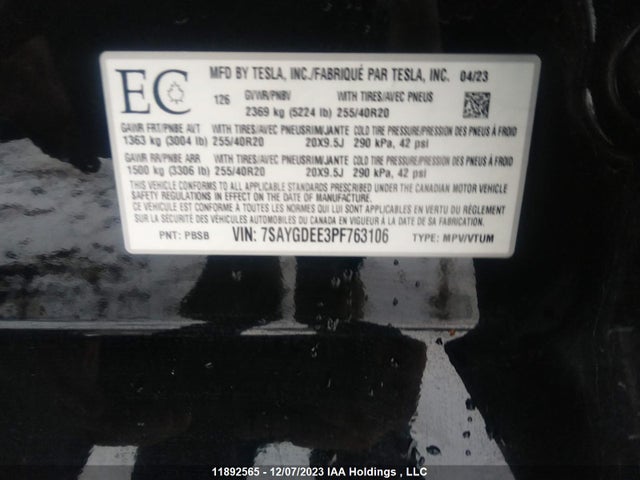 EC
MFD BY TESLA, INC./FABRIQUÉ PAR TESLA, INC. 04/23
126 GVWR/PNBV WITH TIRES/AVEC PNEUS
2369 kg (5224 lb) 255/40R20
GAWR FRT/PNBE AVT WITH TIRES/AVEC PNEUS RIM/JANTE COLD TIRE PRESSURE/PRESSION DES PNEUS À FROID
1363 kg (3004 lb) 255/40R20 20X9.5J 290 kPa, 42 psi
GAWR RR/PNBE ARR WITH TIRES/AVEC PNEUS RIM/JANTE COLD TIRE PRESSURE/PRESSION DES PNEUS À FROID
1500 kg (3306 lb) 255/40R20 20X9.5J 290 kPa, 42 psi
THIS VEHICLE CONFORMS TO ALL APPLICABLE STANDARDS PRESCRIBED UNDER THE CANADIAN MOTOR VEHICLE
SAFETY REGULATIONS IN EFFECT ON THE DATE OF MANUFACTURE
CE VÉHICULE EST CONFORME À TOUTES LES NORMES QUI LUI SONT APPLICABLES EN VERTU DU RÈGLEMENT
SUR LA SÉCURITÉ DES VÉHICULES AUTOMOBILES DU CANADA EN VIGUEUR À LA DATE DE SA FABRICATION
PNT: PBSB VIN: 7SAYGDEE3PF763106 TYPE: MPV/VTUM
11892565 - 12/07/2023 IAA Holdings , LLC